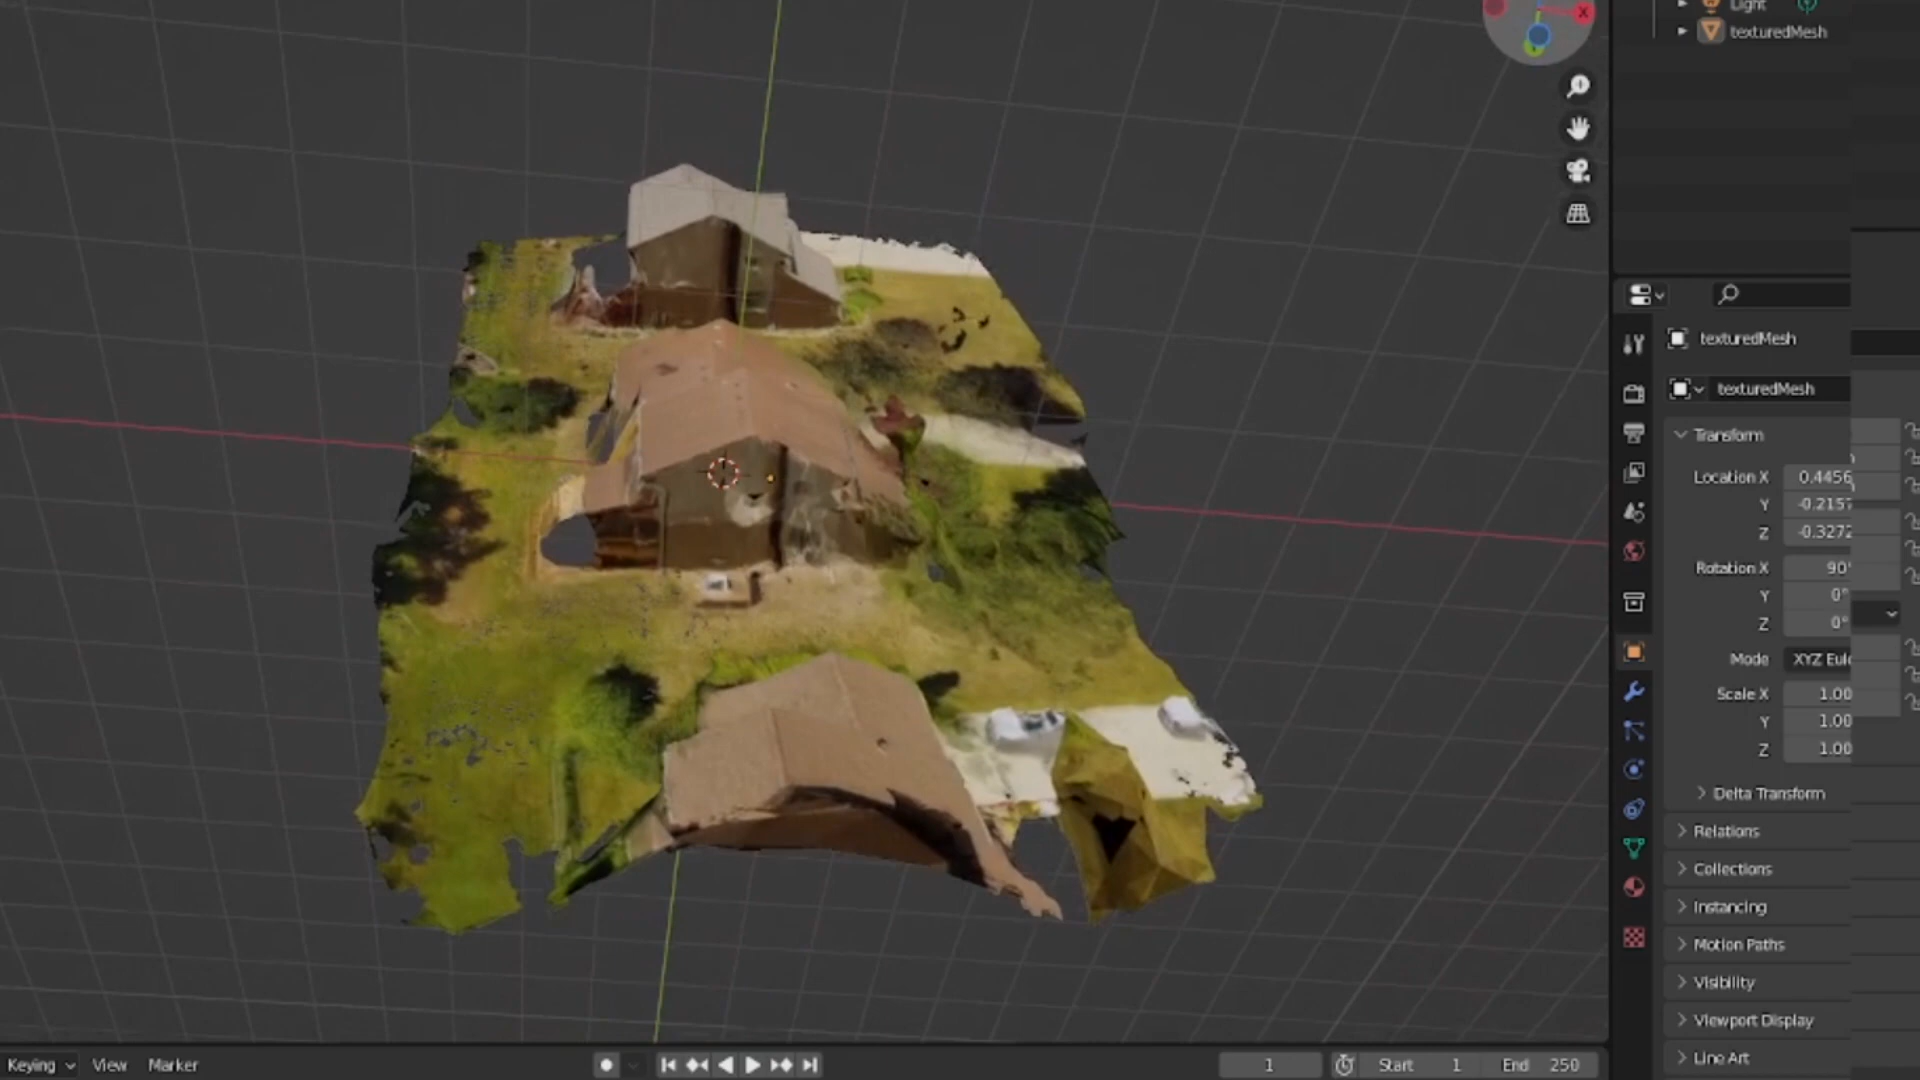 Light
texturedMesh
X
texturedMesh
texturedMesh
Transform
Location X 0.4456
Y -0.2157
Z -0.3272
Rotation X 90°
Y 0°
Z 0°
Mode XYZ Eul
Scale X 1.00
Y 1.00
Z 1.00
Delta Transform
Relations
Collections
Instancing
Motion Paths
Visibility
Viewport Display
Line Art
Keying View Marker 1 Start 1 End 250